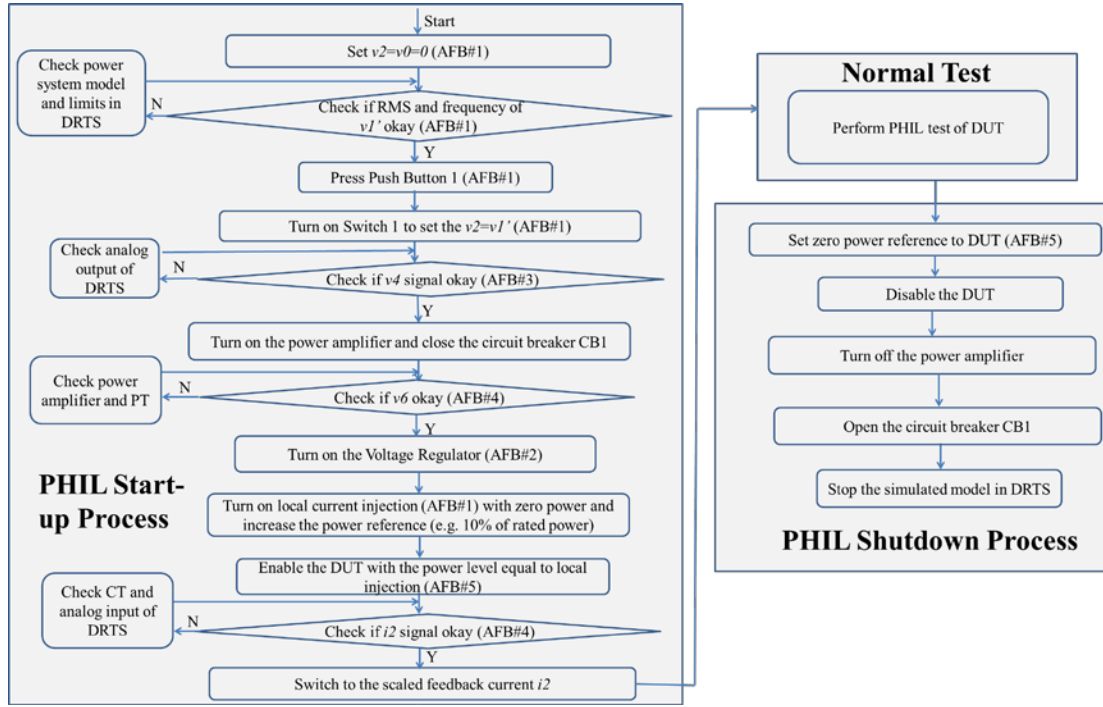 Start
Set v2=v0=0 (AFB#1)
Check power
system model
and limits in
DRTS
N
Check if RMS and frequency of
v1’ okay (AFB#1)
Y
Press Push Button 1 (AFB#1)
Turn on Switch 1 to set the v2=v1’ (AFB#1)
Check analog
output of
DRTS
N
Check if v4 signal okay (AFB#3)
Y
Turn on the power amplifier and close the circuit breaker CB1
Check power
amplifier and PT
N
Check if v6 okay (AFB#4)
Y
Turn on the Voltage Regulator (AFB#2)
PHIL Start-
up Process
Turn on local current injection (AFB#1) with zero power and
increase the power reference (e.g. 10% of rated power)
Enable the DUT with the power level equal to local
injection (AFB#5)
Check CT and
analog input of
DRTS
N
Check if i2 signal okay (AFB#4)
Y
Switch to the scaled feedback current i2
Normal Test
Perform PHIL test of DUT
Set zero power reference to DUT (AFB#5)
Disable the DUT
Turn off the power amplifier
Open the circuit breaker CB1
Stop the simulated model in DRTS
PHIL Shutdown Process